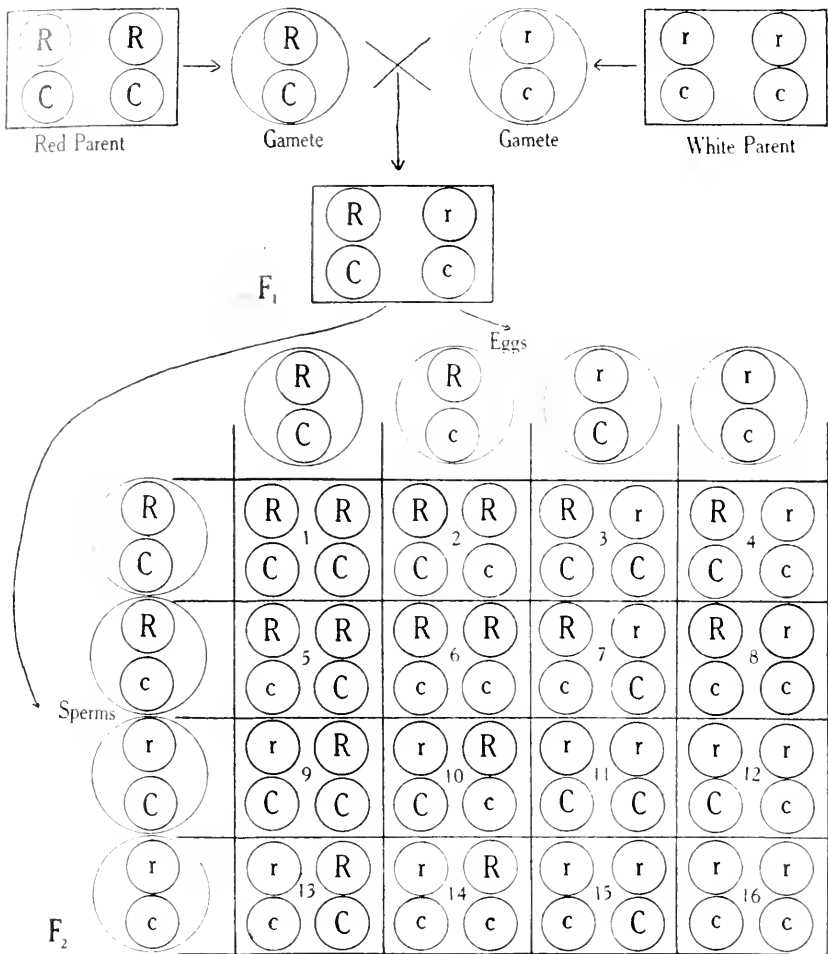 R R R r r r
C C C c c c
Red Parent Gamete Gamete White Parent
R r
C c
F₁
Eggs
R R r r
C c C c
R R R R R R r R r
1 2 3 4
C C C C c C C C c
R R R R R R r R r
5 6 7 8
c c C c c c C c c
Sperms
r r R r R r r r r
9 10 11 12
C C C C c C C C c
r r R r R r r r r
13 14 15 16
c c C c c c C c c
F₂